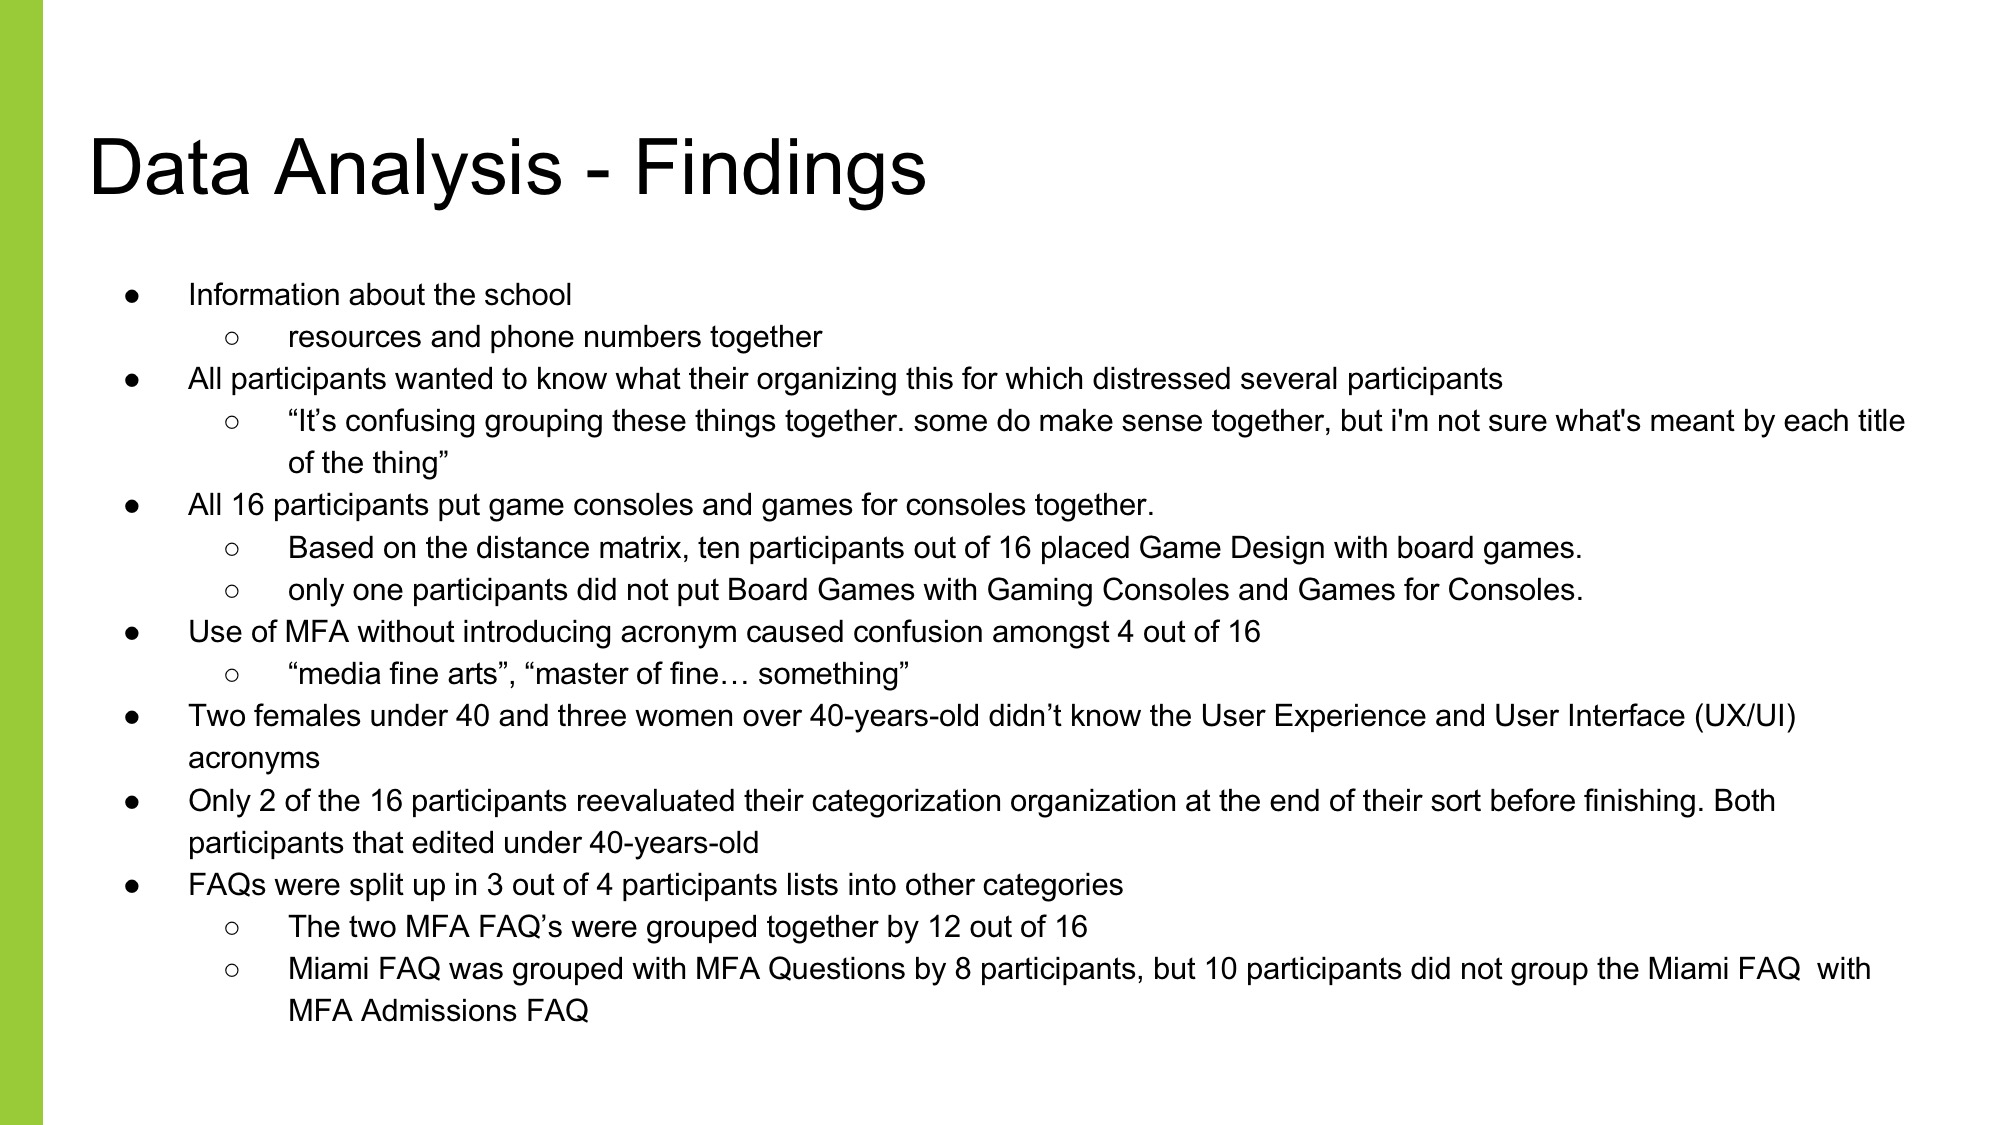 Data Analysis - Findings
● Information about the school
○ resources and phone numbers together
● All participants wanted to know what their organizing this for which distressed several participants
○ “It’s confusing grouping these things together. some do make sense together, but i'm not sure what's meant by each title
of the thing”
● All 16 participants put game consoles and games for consoles together.
○ Based on the distance matrix, ten participants out of 16 placed Game Design with board games.
○ only one participants did not put Board Games with Gaming Consoles and Games for Consoles.
● Use of MFA without introducing acronym caused confusion amongst 4 out of 16
○ “media fine arts”, “master of fine… something”
● Two females under 40 and three women over 40-years-old didn’t know the User Experience and User Interface (UX/UI)
acronyms
● Only 2 of the 16 participants reevaluated their categorization organization at the end of their sort before finishing. Both
participants that edited under 40-years-old
● FAQs were split up in 3 out of 4 participants lists into other categories
○ The two MFA FAQ’s were grouped together by 12 out of 16
○ Miami FAQ was grouped with MFA Questions by 8 participants, but 10 participants did not group the Miami FAQ  with
MFA Admissions FAQ